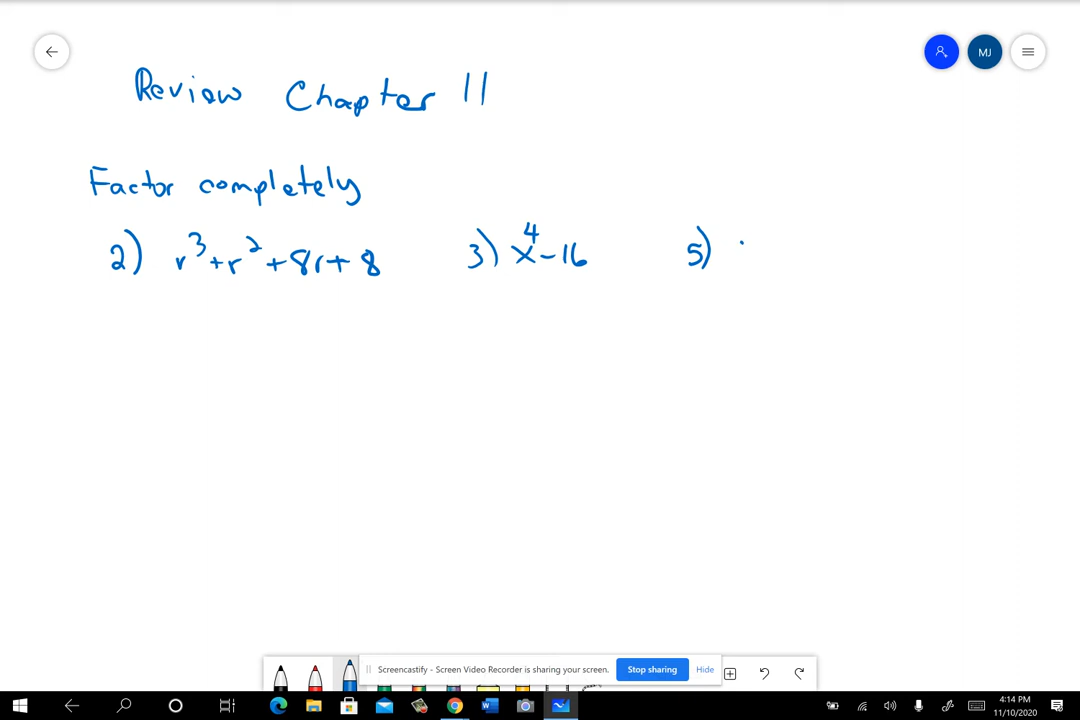 MJ
Review Chapter 11
Factor completely
2) r³+r²+8r+8 3) x⁴-16 5)
Screencastify - Screen Video Recorder is sharing your screen. Stop sharing Hide
4:14 PM
11/10/2020